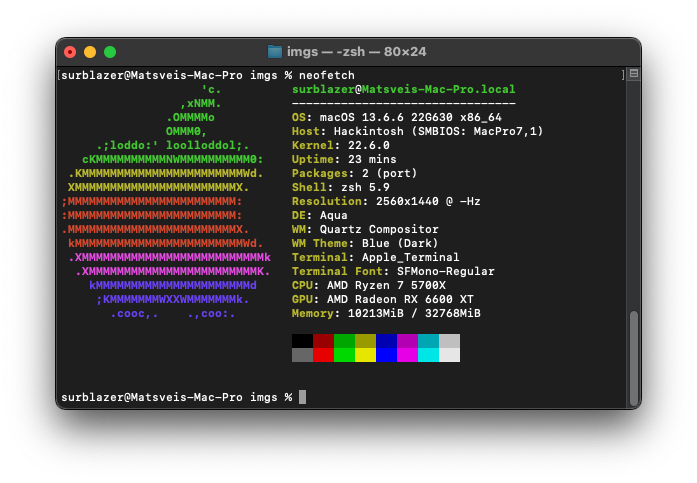 imgs — -zsh — 80×24
[surblazer@Matsveis-Mac-Pro imgs % neofetch ]
'c. surblazer@Matsveis-Mac-Pro.local
,xNMM. --------------------------------
.OMMMMo OS: macOS 13.6.6 22G630 x86_64
OMMM0, Host: Hackintosh (SMBIOS: MacPro7,1)
.;loddo:' loolloddol;. Kernel: 22.6.0
cKMMMMMMMMMMNWMMMMMMMMMM0: Uptime: 23 mins
.KMMMMMMMMMMMMMMMMMMMMMMMWd. Packages: 2 (port)
XMMMMMMMMMMMMMMMMMMMMMMMX. Shell: zsh 5.9
;MMMMMMMMMMMMMMMMMMMMMMMM: Resolution: 2560x1440 @ -Hz
:MMMMMMMMMMMMMMMMMMMMMMMM: DE: Aqua
.MMMMMMMMMMMMMMMMMMMMMMMMX. WM: Quartz Compositor
kMMMMMMMMMMMMMMMMMMMMMMMMWd. WM Theme: Blue (Dark)
.XMMMMMMMMMMMMMMMMMMMMMMMMMMk Terminal: Apple_Terminal
.XMMMMMMMMMMMMMMMMMMMMMMMMK. Terminal Font: SFMono-Regular
kMMMMMMMMMMMMMMMMMMMMMMd CPU: AMD Ryzen 7 5700X
;KMMMMMMMWXXWMMMMMMMk. GPU: AMD Radeon RX 6600 XT
.cooc,. .,coo:. Memory: 10213MiB / 32768MiB
surblazer@Matsveis-Mac-Pro imgs %